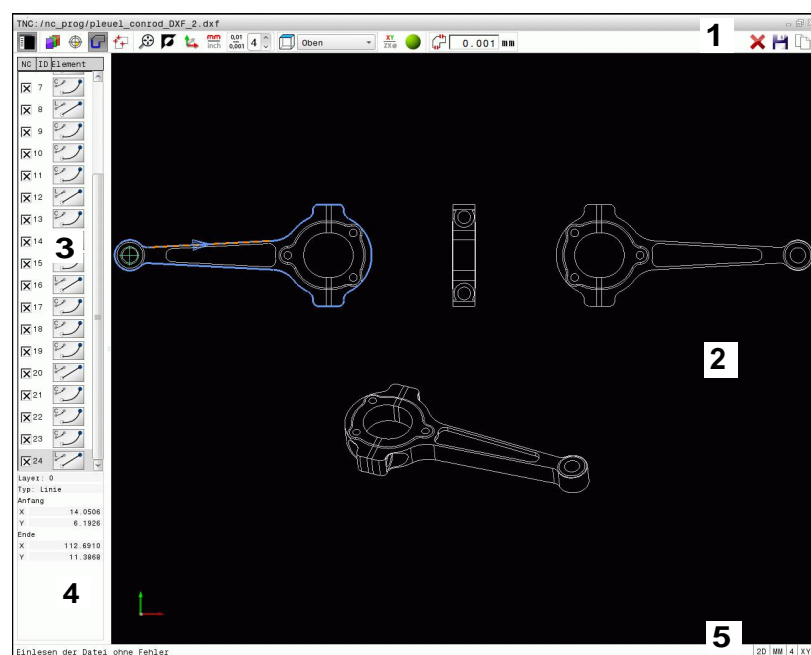 TNC:/nc_prog/pleuel_conrod_DXF_2.dxf
mm
inch
0,01
0,001
4
Oben
XY
ZX
0.001 mm
1
NC ID Element
7 C
8 L
9 C
10 C
11 C
12 L
13 C
14
3
15
16 L
17 C
18 C
19 C
20 L
21 C
22 C
23 C
24 L
2
Layer: 0
Typ: Linie
Anfang
X 14.0506
Y 6.1926
Ende
X 112.6910
Y 11.3868
4
5
Einlesen der Datei ohne Fehler
2D MM 4 XY